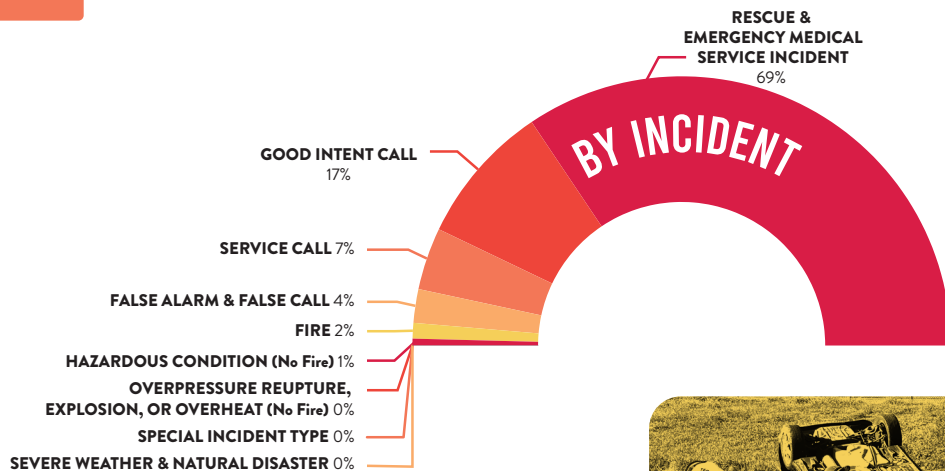 RESCUE &
EMERGENCY MEDICAL
SERVICE INCIDENT
69%
BY INCIDENT
GOOD INTENT CALL
17%
SERVICE CALL 7%
FALSE ALARM & FALSE CALL 4%
FIRE 2%
HAZARDOUS CONDITION (No Fire) 1%
OVERPRESSURE REUPTURE,
EXPLOSION, OR OVERHEAT (No Fire) 0%
SPECIAL INCIDENT TYPE 0%
SEVERE WEATHER & NATURAL DISASTER 0%